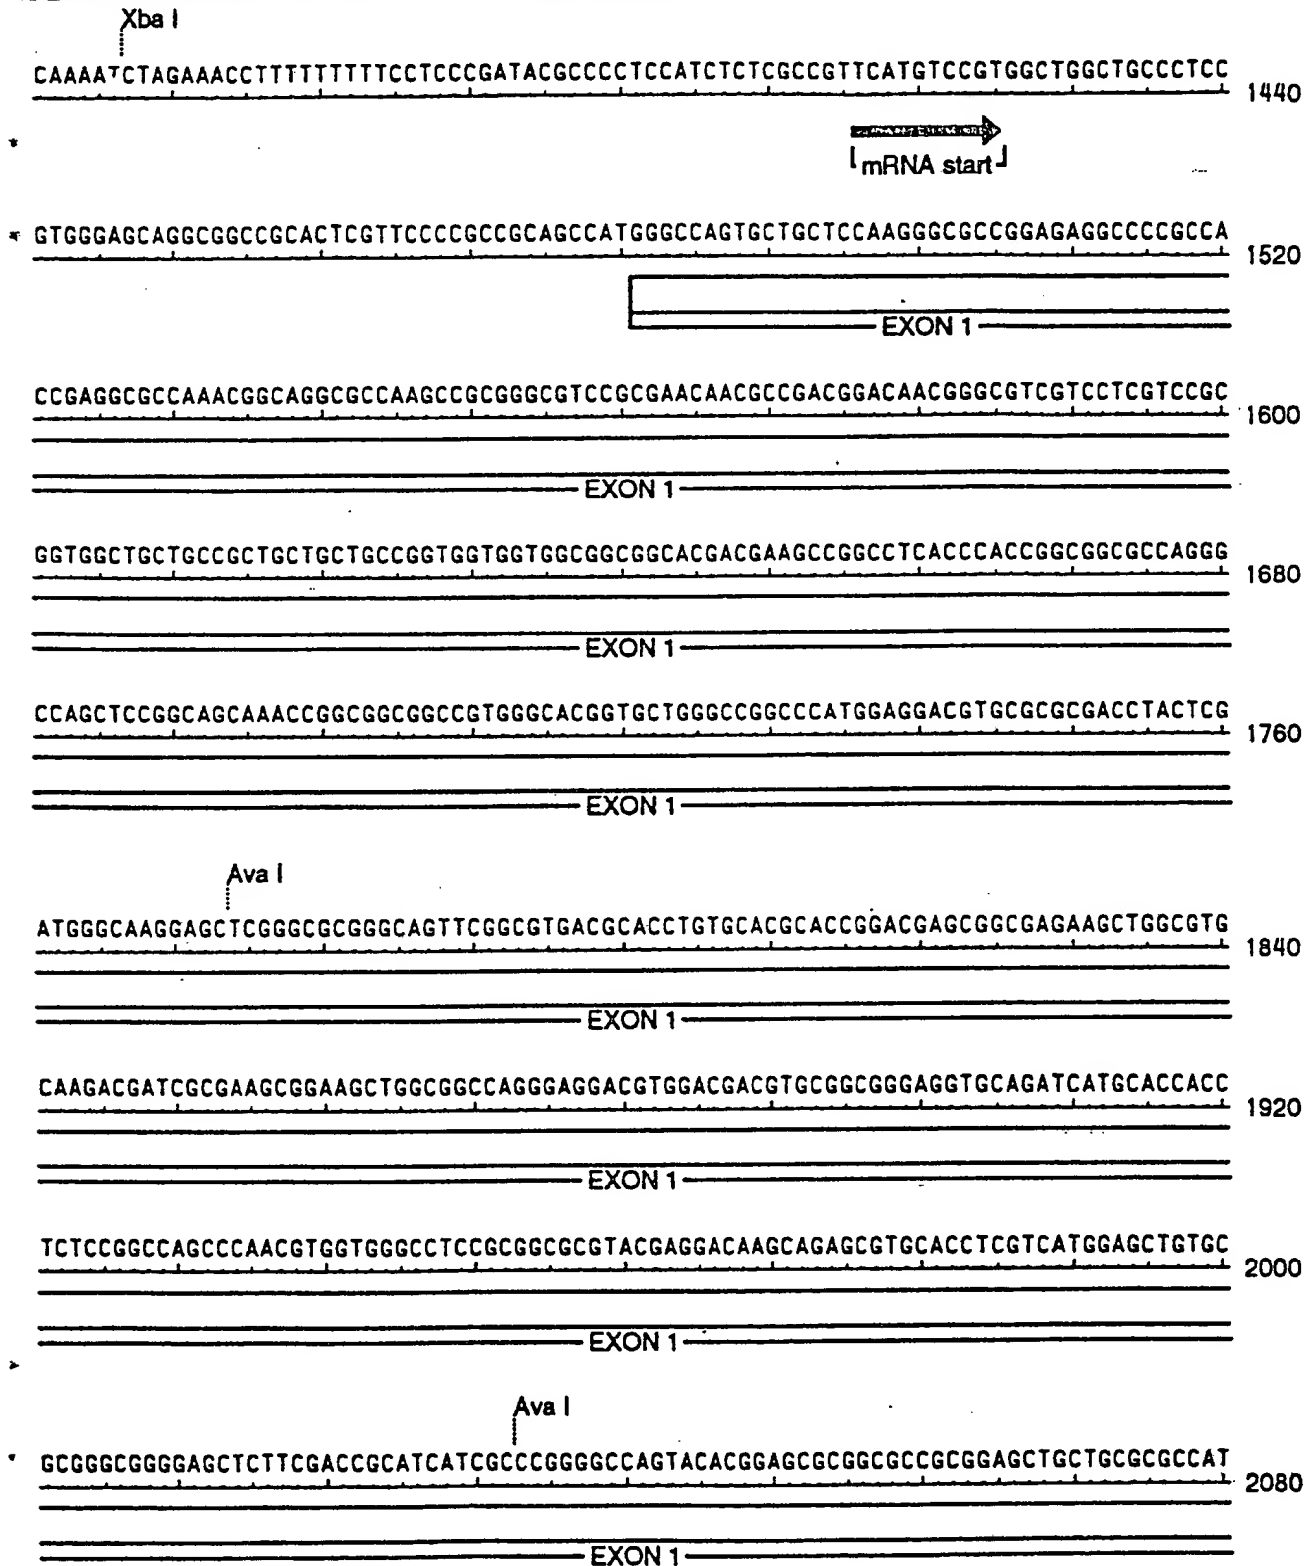 Xba I
CAAAATCTAGAAACCTTTTTTTTTTCCTCCCGATACGCCCCTCCATCTCTCGCCGTTCATGTCCGTGGCTGGCTGCCCTCC
1440
mRNA start
GTGGGAGCAGGCGGCCGCACTCGTTCCCCGCCGCAGCCATGGGCCAGTGCTGCTCCAAGGGCGCCGGAGAGGCCCCGCCA
1520
EXON 1
CCGAGGCGCCAAACGGCAGGCGCCAAGCCGCGGGCGTCCGCGAACAACGCCGACGGACAACGGGCGTCGTCCTCGTCCGC
1600
EXON 1
GGTGGCTGCTGCCGCTGCTGCTGCCGGTGGTGGTGGCGGCGGCACGACGAAGCCGGCCTCACCCACCGGCGGCGCCAGGG
1680
EXON 1
CCAGCTCCGGCAGCAAACCGGCGGCGGCCGTGGGCACGGTGCTGGGCCGGCCCATGGAGGACGTGCGCGCGACCTACTCG
1760
EXON 1
Ava I
ATGGGCAAGGAGCTCGGGCGCGGGCAGTTCGGCGTGACGCACCTGTGCACGCACCGGACGAGCGGCGAGAAGCTGGCGTG
1840
EXON 1
CAAGACGATCGCGAAGCGGAAGCTGGCGGCCAGGGAGGACGTGGACGACGTGCGGCGGGAGGTGCAGATCATGCACCACC
1920
EXON 1
TCTCCGGCCAGCCCAACGTGGTGGGCCTCCGCGGCGCGTACGAGGACAAGCAGAGCGTGCACCTCGTCATGGAGCTGTGC
2000
EXON 1
Ava I
GCGGGCGGGGAGCTCTTCGACCGCATCATCGCCCGGGGCCAGTACACGGAGCGCGGCGCCGCGGAGCTGCTGCGCGCCAT
2080
EXON 1